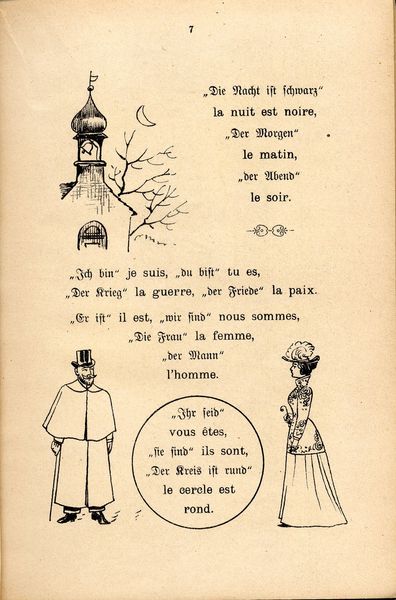 7
„Die Nacht ist schwarz“
la nuit est noire,
„Der Morgen“
le matin,
„der Abend“
le soir.
„Ich bin“ je suis, „du bist“ tu es,
„Der Krieg“ la guerre, „der Friede“ la paix.
„Er ist“ il est, „wir sind“ nous sommes,
„Die Frau“ la femme,
„der Mann“
l'homme.
„Ihr seid“
vous êtes,
„sie sind“ ils sont,
„Der Kreis ist rund“
le cercle est
rond.